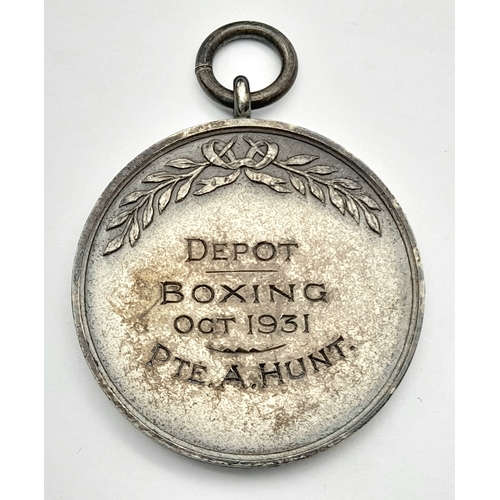 DEPOT
BOXING
OCT 1931
PTE. A. HUNT.